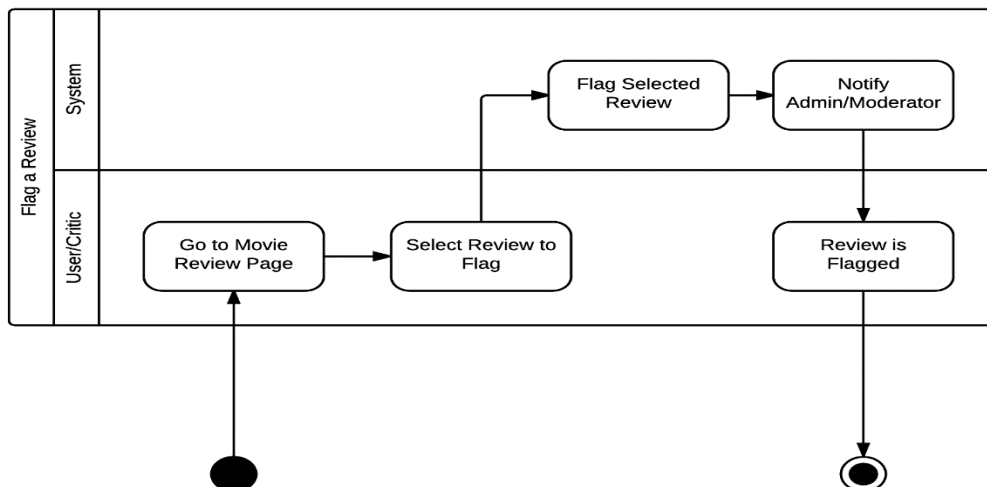 Flag a Review
System
Flag Selected
Review
Notify
Admin/Moderator
User/Critic
Go to Movie
Review Page
Select Review to
Flag
Review is
Flagged